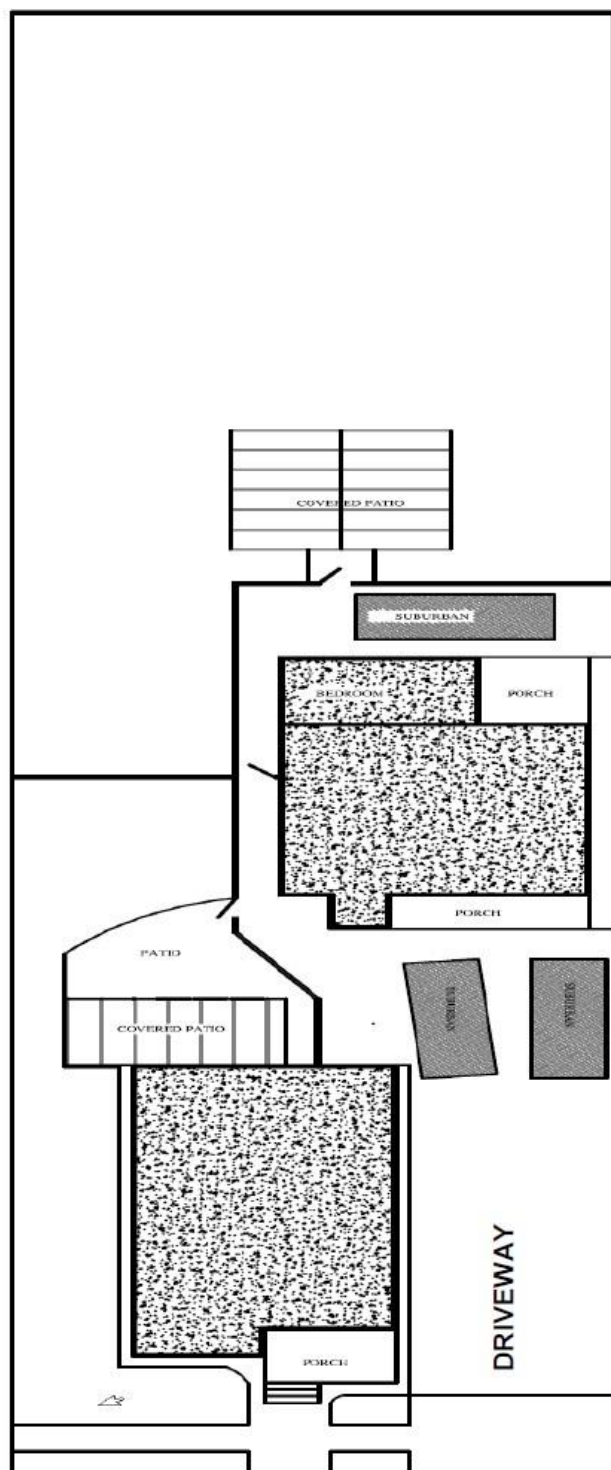 COVERED PATIO
SUBURBAN
BEDROOM
PORCH
PORCH
PATIO
SUBURBAN
SUBURBAN
COVERED PATIO
DRIVEWAY
PORCH